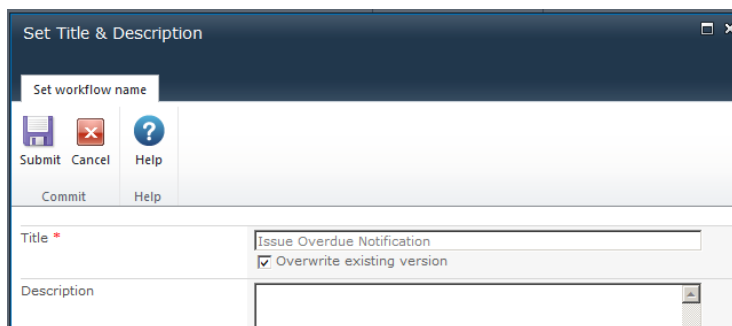 Set Title & Description
Set workflow name
Submit Cancel Help
Commit Help
Title *
Issue Overdue Notification
Overwrite existing version
Description